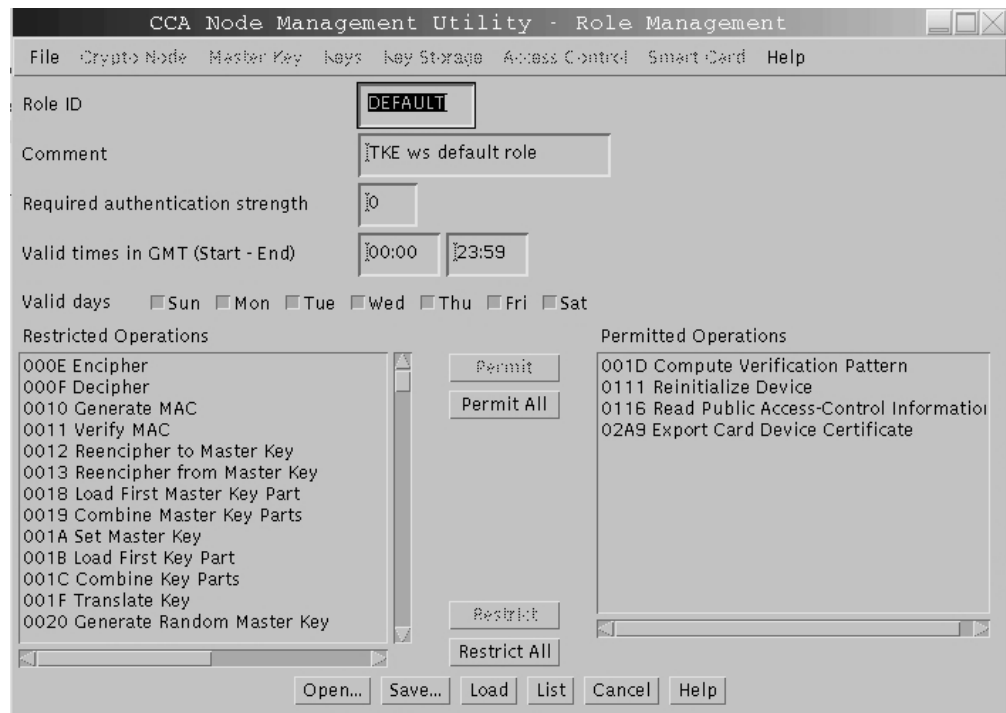 CCA Node Management Utility - Role Management
File Crypto Node Master Key Keys Key Storage Access Control Smart Card Help
Role ID DEFAULT
Comment TKE ws default role
Required authentication strength 0
Valid times in GMT (Start - End) 00:00 23:59
Valid days Sun Mon Tue Wed Thu Fri Sat
Restricted Operations
000E Encipher
000F Decipher
0010 Generate MAC
0011 Verify MAC
0012 Reencipher to Master Key
0013 Reencipher from Master Key
0018 Load First Master Key Part
0019 Combine Master Key Parts
001A Set Master Key
001B Load First Key Part
001C Combine Key Parts
001F Translate Key
0020 Generate Random Master Key
Permit
Permit All
Restrict
Restrict All
Permitted Operations
001D Compute Verification Pattern
0111 Reinitialize Device
0116 Read Public Access-Control Information
02A9 Export Card Device Certificate
Open... Save... Load List Cancel Help